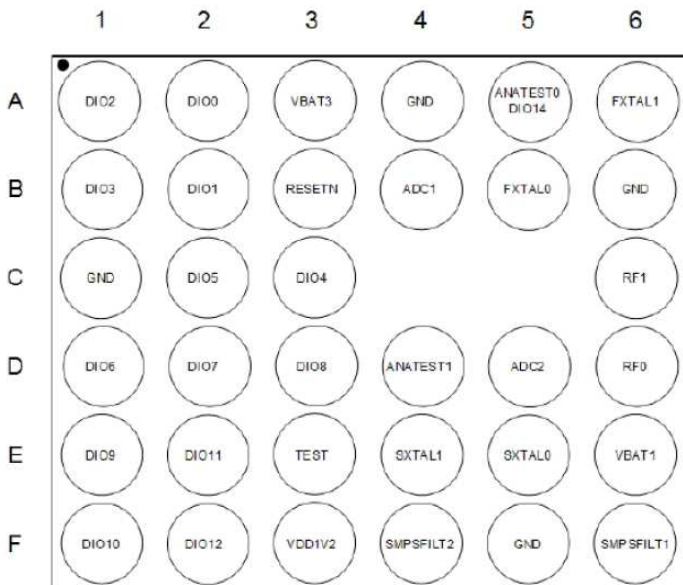 1 2 3 4 5 6
A DIO2 DIO0 VBAT3 GND ANATEST0 DIO14 FXTAL1
B DIO3 DIO1 RESETN ADC1 FXTAL0 GND
C GND DIO5 DIO4 RF1
D DIO6 DIO7 DIO8 ANATEST1 ADC2 RF0
E DIO9 DIO11 TEST SXTAL1 SXTAL0 VBAT1
F DIO10 DIO12 VDD1V2 SMPSFILT2 GND SMPSFILT1